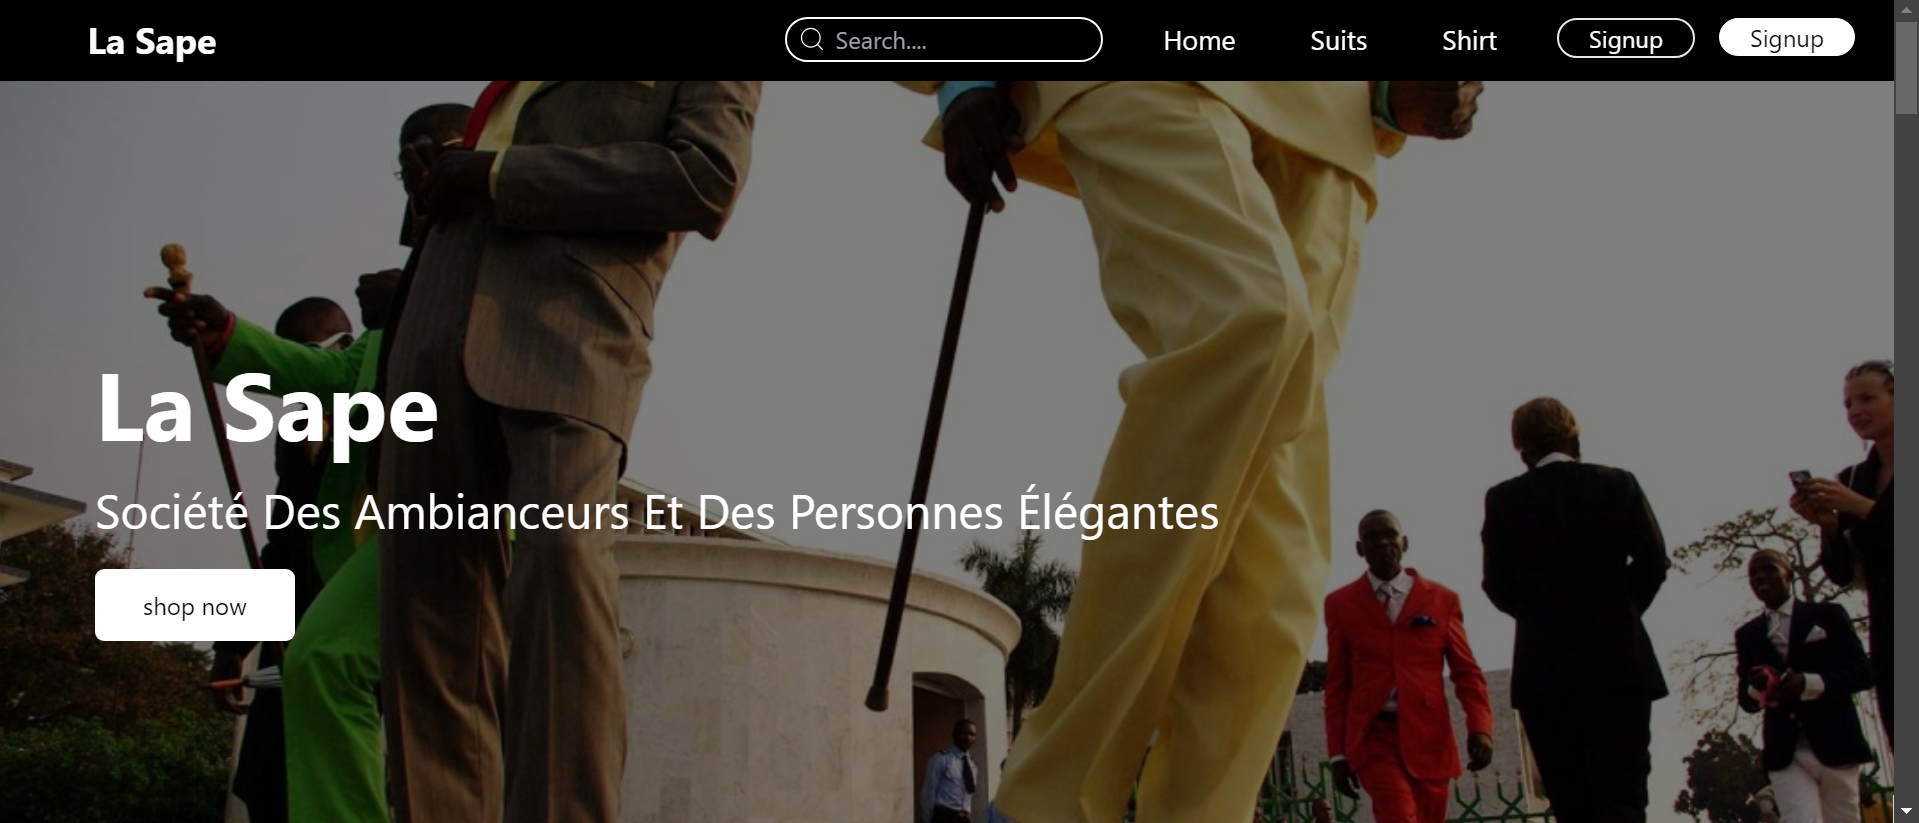 La Sape
Search....
Home
Suits
Shirt
Signup
Signup
La Sape
Société Des Ambianceurs Et Des Personnes Élégantes
shop now